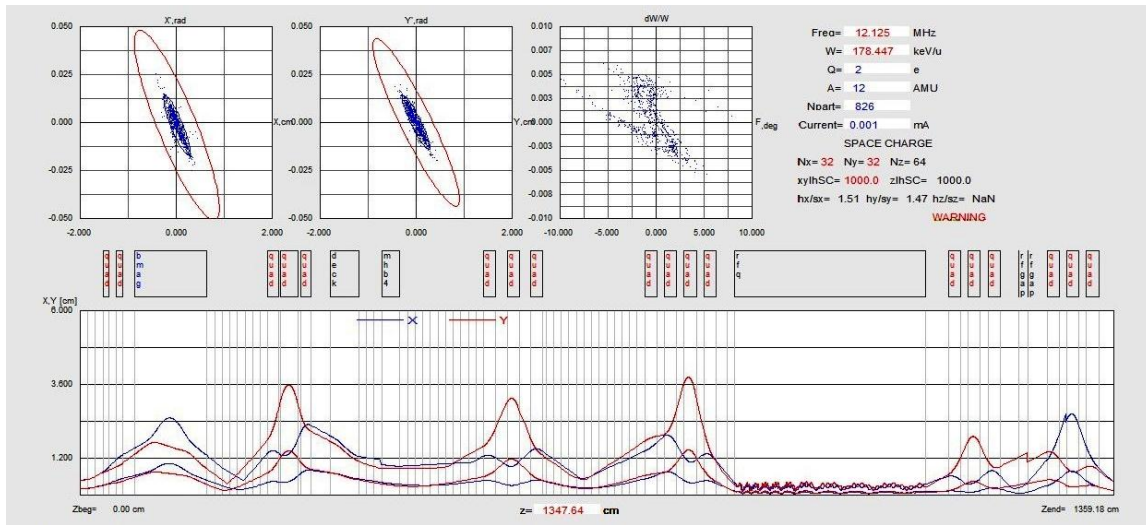 X',rad
0.050
0.025
0.000
-0.025
-0.050
X,cm
-2.000 0.000 2.000
Y',rad
0.050
0.025
0.000
-0.025
-0.050
Y,cm
-2.000 0.000 2.000
dW/W
0.010
0.007
0.005
0.003
-0.000
-0.003
-0.005
-0.008
-0.010
F,deg
-10.000 -5.000 0.000 5.000 10.000
Freq= 12.125 MHz
W= 178.447 keV/u
Q= 2 e
A= 12 AMU
Npart= 826
Current= 0.001 mA
SPACE CHARGE
Nx= 32 Ny= 32 Nz= 64
xylhSC= 1000.0 zlhSC= 1000.0
hx/sx= 1.51 hy/sy= 1.47 hz/sz= NaN
WARNING
quad quad bmag quad quad quad deck mhb4 quad quad quad quad quad quad quad rfq quad quad quad rfgap rfgap quad quad quad
X,Y [cm]
6.000
3.600
1.200
X Y
Zbeg= 0.00 cm
z= 1347.64 cm
Zend= 1359.18 cm